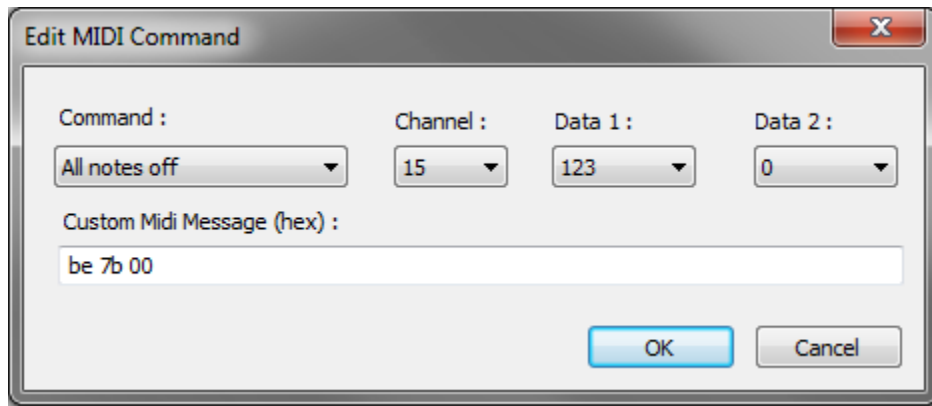 Edit MIDI Command
Command : Channel : Data 1 : Data 2 :
All notes off 15 123 0
Custom Midi Message (hex) :
be 7b 00
OK Cancel